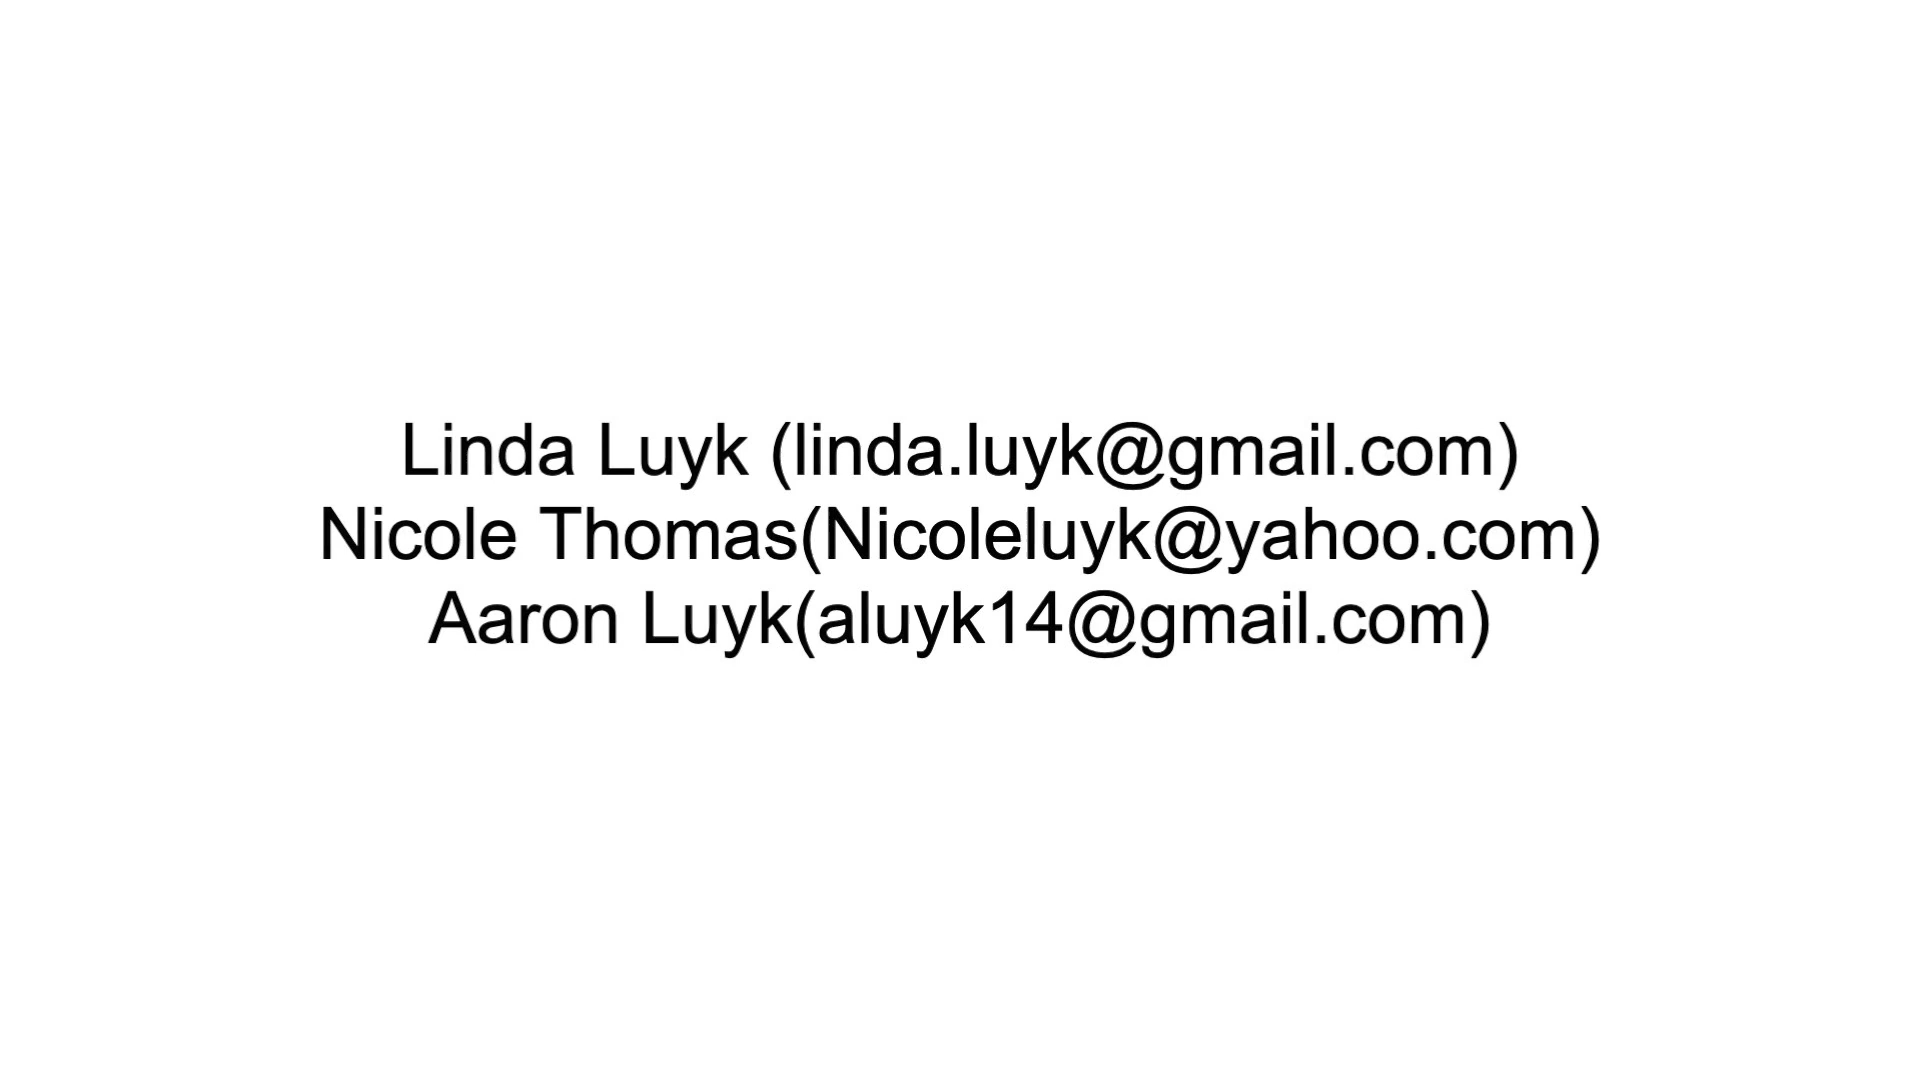 Linda Luyk (linda.luyk@gmail.com)
Nicole Thomas(Nicoleluyk@yahoo.com)
Aaron Luyk(aluyk14@gmail.com)